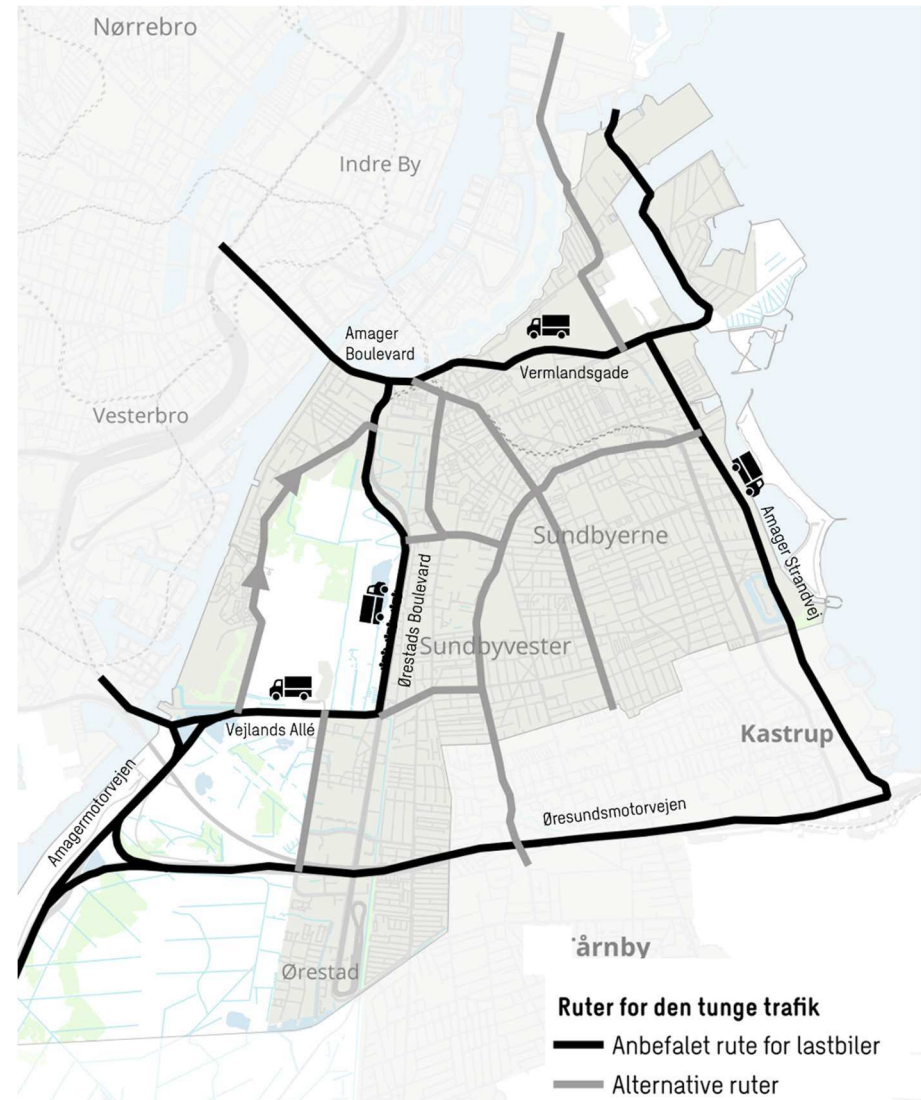 Nørrebro
Indre By
Amager
Boulevard
Vermlandsgade
Vesterbro
Sundbyerne
Amager Strandvej
Ørestads Boulevard
Sundbyvester
Vejlands Allé
Kastrup
Amagermotorvejen
Øresundsmotorvejen
årnby
Ørestad
Ruter for den tunge trafik
Anbefalet rute for lastbiler
Alternative ruter